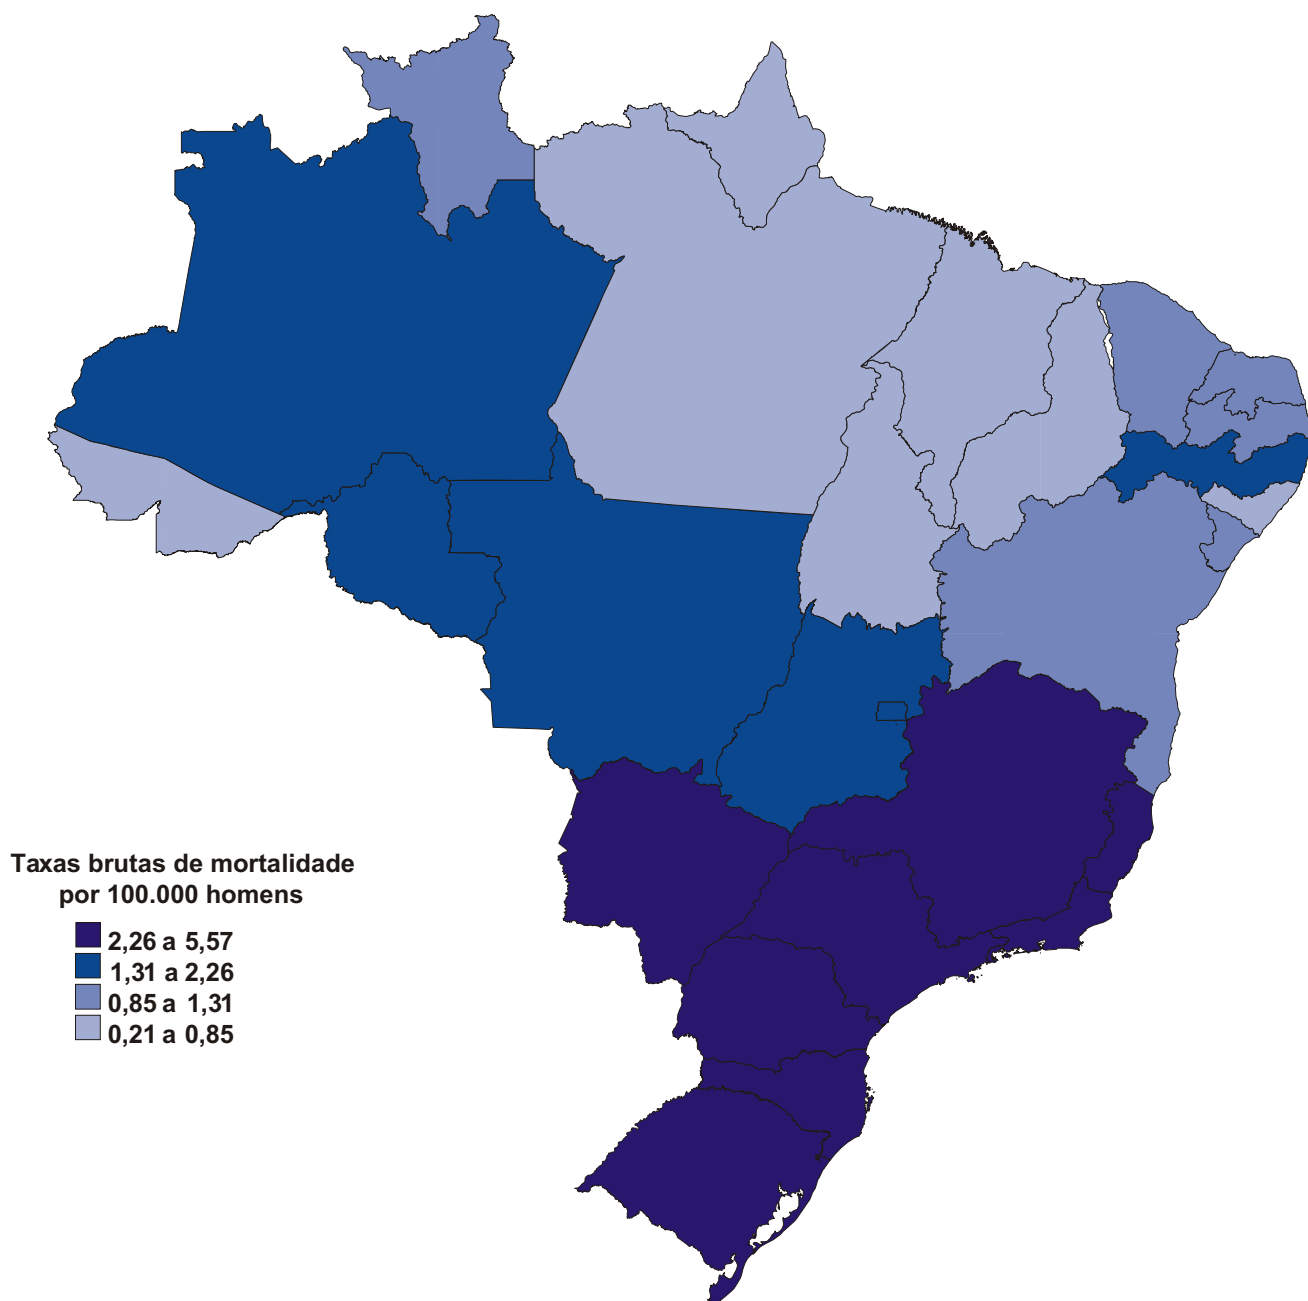 Taxas brutas de mortalidade
por 100.000 homens
2,26 a 5,57
1,31 a 2,26
0,85 a 1,31
0,21 a 0,85